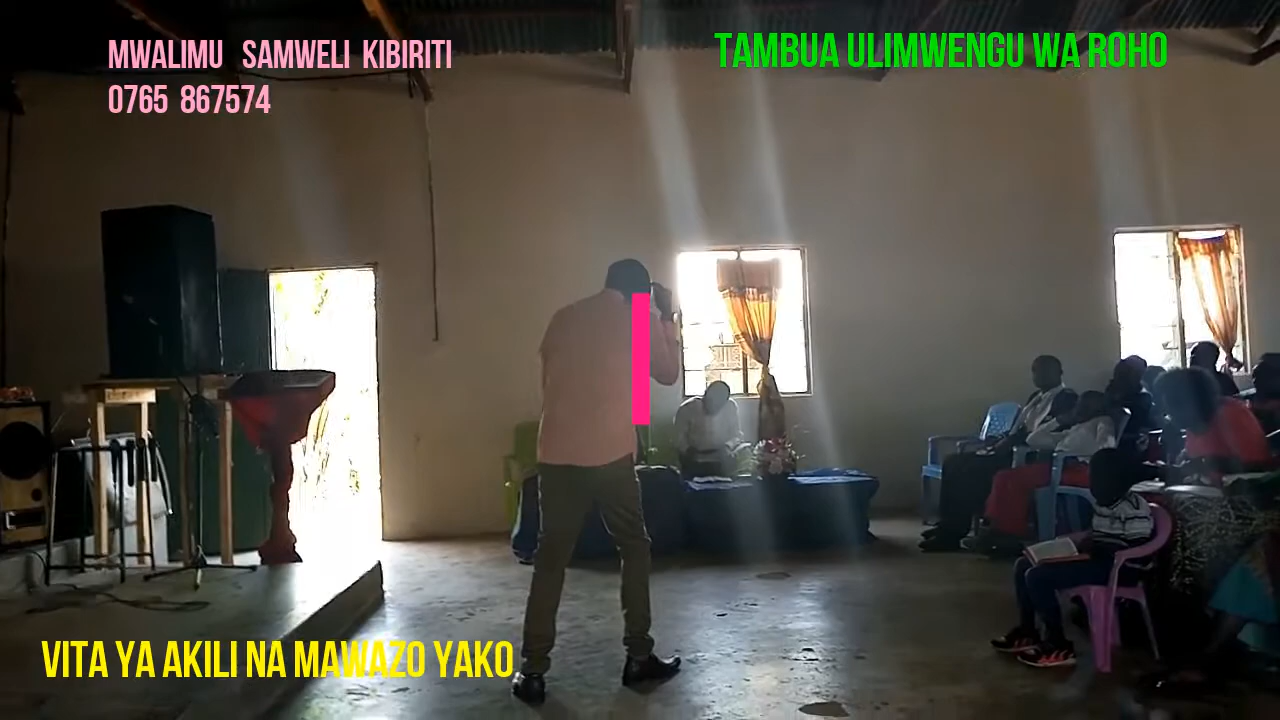 MWALIMU SAMWELI KIBIRITI
0765 867574
TAMBUA ULIMWENGU WA ROHO
VITA YA AKILI NA MAWAZO YAKO